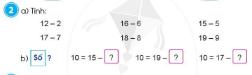 2 a) Tính:
12 – 2 16 – 6 15 – 5
17 – 7 18 – 8 19 – 9
b) Số ? 10 = 15 – ? 10 = 19 – ? 10 = 17 – ?